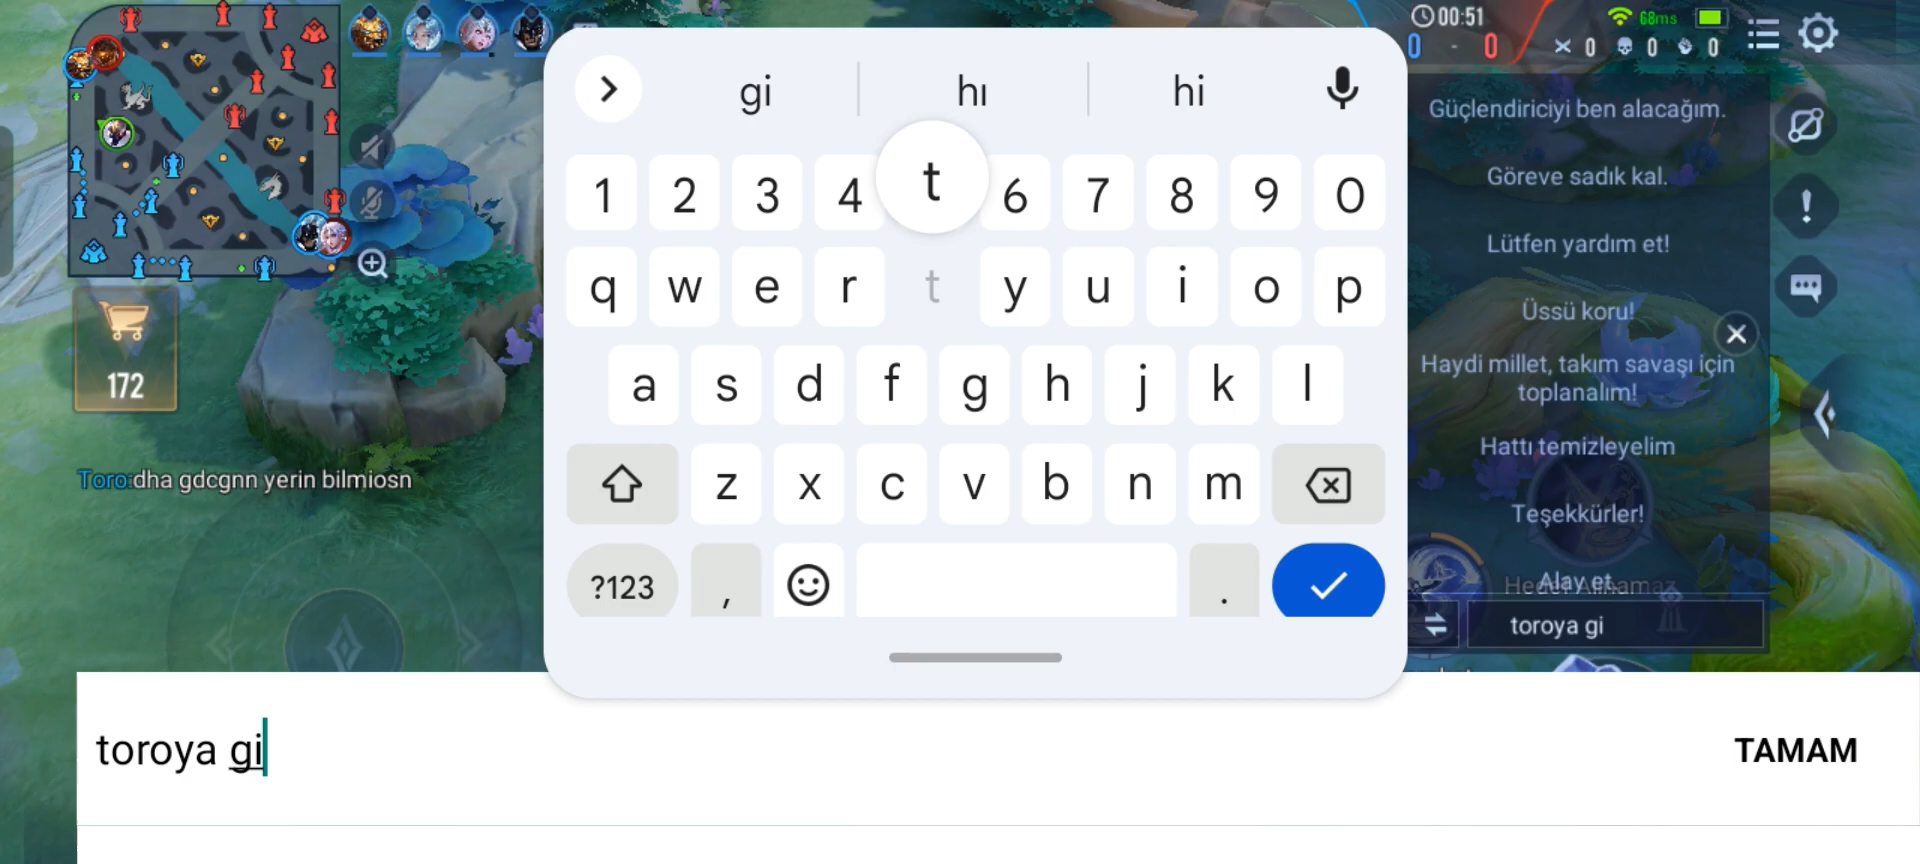 00:51
68ms
0 - 0
0
0
0
gi
hı
hi
t
1 2 3 4 6 7 8 9 0
q w e r t y u i o p
a s d f g h j k l
z x c v b n m
?123 , .
172
Toro:dha gdcgnn yerin bilmiosn
Güçlendiriciyi ben alacağım.
Göreve sadık kal.
Lütfen yardım et!
Üssü koru!
Haydi millet, takım savaşı için
toplanalım!
Hattı temizleyelim
Teşekkürler!
Alay et.
toroya gi
toroya gi
TAMAM